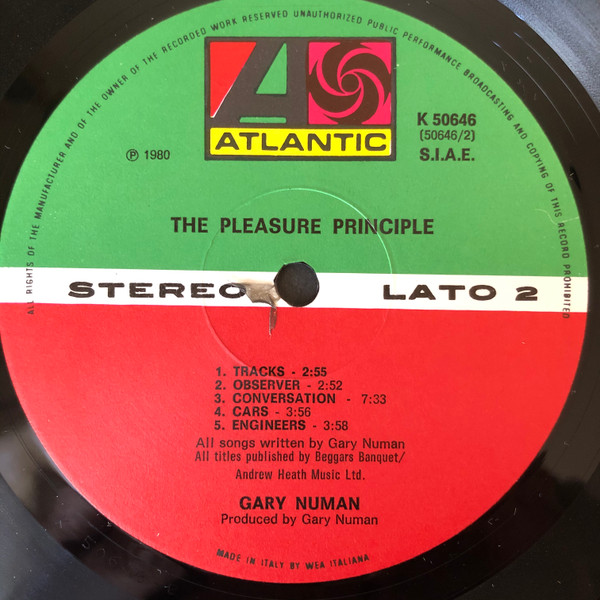 ALL RIGHTS OF THE MANUFACTURER AND OF THE OWNER OF THE RECORDED WORK RESERVED UNAUTHORIZED PUBLIC PERFORMANCE BROADCASTING AND COPYING OF THIS RECORD PROHIBITED
ATLANTIC
K 50646
(50646/2)
Ⓟ 1980
S.I.A.E.
THE PLEASURE PRINCIPLE
STEREO LATO 2
1. TRACKS - 2:55
2. OBSERVER - 2:52
3. CONVERSATION - 7:33
4. CARS - 3:56
5. ENGINEERS - 3:58
All songs written by Gary Numan
All titles published by Beggars Banquet/
Andrew Heath Music Ltd.
GARY NUMAN
Produced by Gary Numan
MADE IN ITALY BY WEA ITALIANA